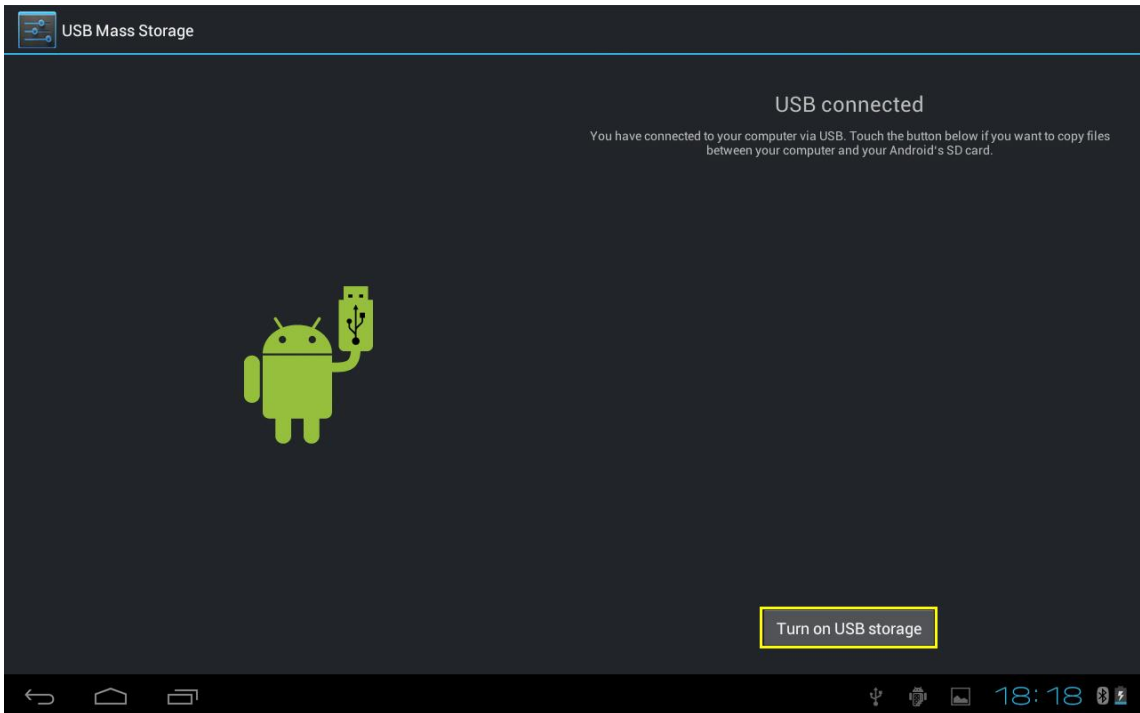 USB Mass Storage
USB connected
You have connected to your computer via USB. Touch the button below if you want to copy files
between your computer and your Android's SD card.
Turn on USB storage
18:18